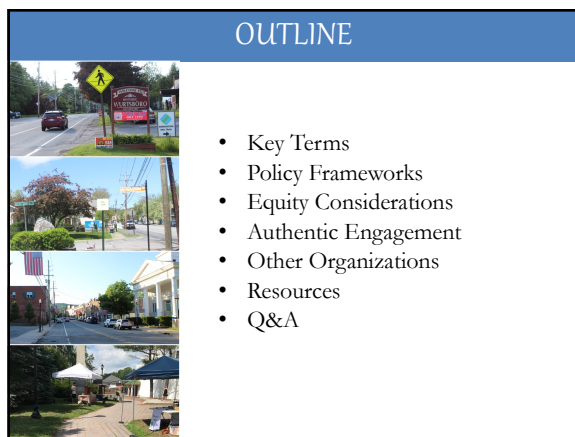 OUTLINE
WURTSBORO
• Key Terms
• Policy Frameworks
• Equity Considerations
• Authentic Engagement
• Other Organizations
• Resources
• Q&A